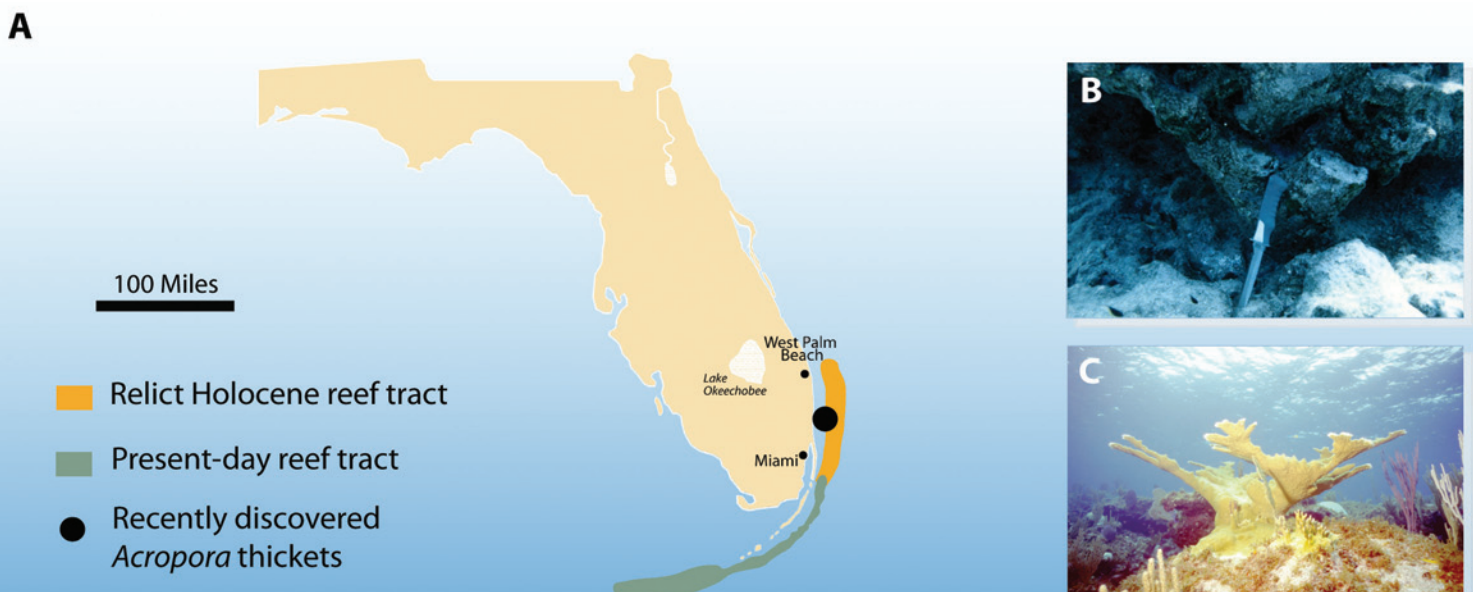 A
B
100 Miles
West Palm
Beach
Lake
Okeechobee
C
Relict Holocene reef tract
Present-day reef tract
Miami
Recently discovered
Acropora thickets